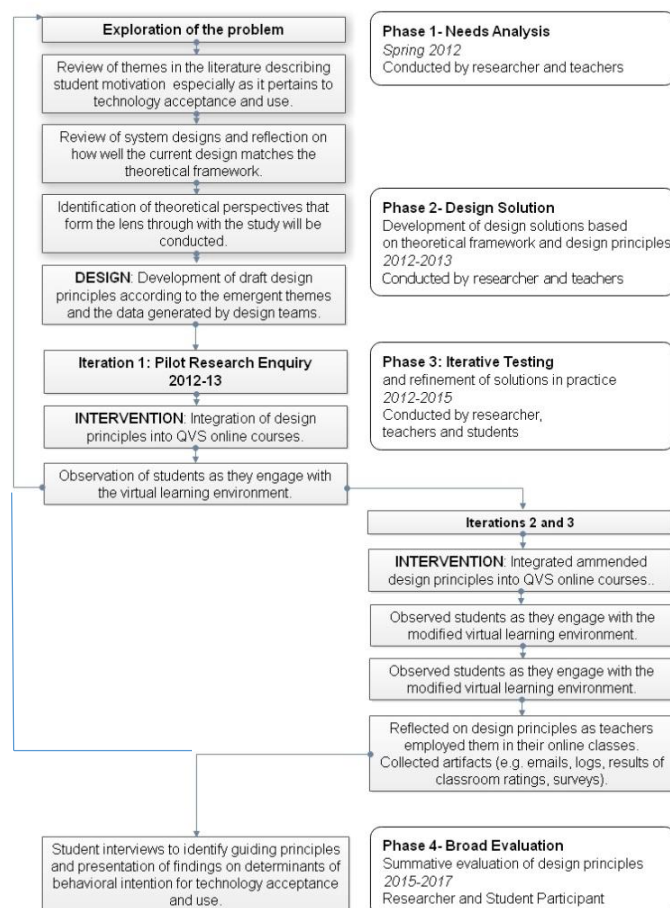 Exploration of the problem
Review of themes in the literature describing
student motivation especially as it pertains to
technology acceptance and use.
Review of system designs and reflection on
how well the current design matches the
theoretical framework.
Identification of theoretical perspectives that
form the lens through with the study will be
conducted.
DESIGN: Development of draft design
principles according to the emergent themes
and the data generated by design teams.
Iteration 1: Pilot Research Enquiry
2012-13
INTERVENTION: Integration of design
principles into QVS online courses.
Observation of students as they engage with
the virtual learning environment.
Phase 1- Needs Analysis
Spring 2012
Conducted by researcher and teachers
Phase 2- Design Solution
Development of design solutions based
on theoretical framework and design principles
2012-2013
Conducted by researcher and teachers
Phase 3: Iterative Testing
and refinement of solutions in practice
2012-2015
Conducted by researcher,
teachers and students
Iterations 2 and 3
INTERVENTION: Integrated ammended
design principles into QVS online courses..
Observed students as they engage with the
modified virtual learning environment.
Observed students as they engage with the
modified virtual learning environment.
Reflected on design principles as teachers
employed them in their online classes.
Collected artifacts (e.g. emails, logs, results of
classroom ratings, surveys).
Student interviews to identify guiding principles
and presentation of findings on determinants of
behavioral intention for technology acceptance
and use.
Phase 4- Broad Evaluation
Summative evaluation of design principles
2015-2017
Researcher and Student Participant